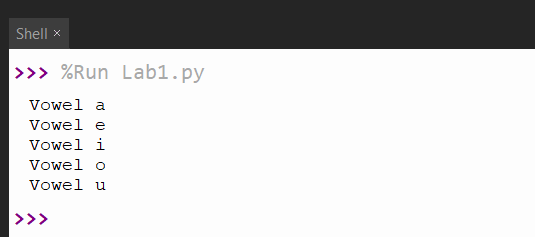 Shell ×
>>> %Run Lab1.py
Vowel a
Vowel e
Vowel i
Vowel o
Vowel u
>>>